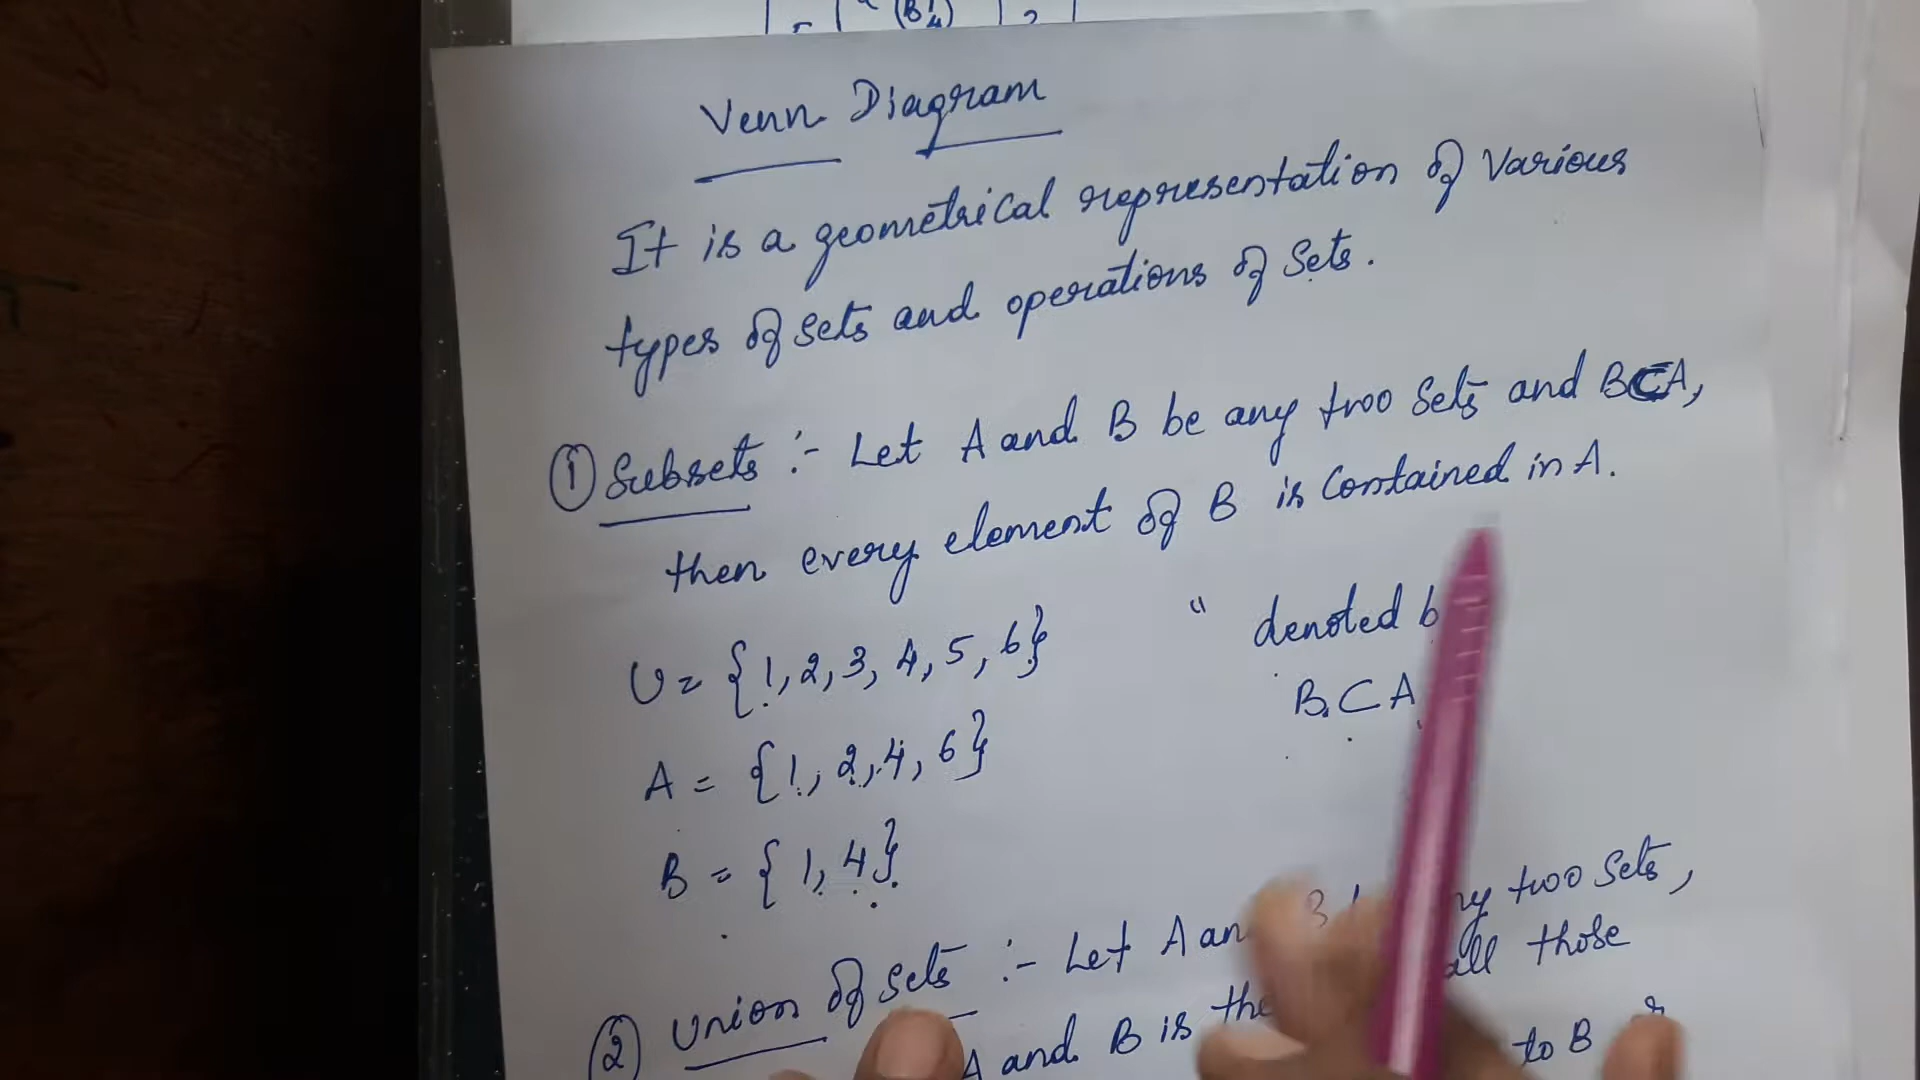 (B¹4) 2
Venn Diagram
It is a geometrical representation of Various
types of sets and operations of Sets.
① Subsets :- Let A and B be any two Sets and B⊂A,
then every element of B is Contained in A.
U = {1, 2, 3, 4, 5, 6} " denoted b
A = {1, 2, 4, 6} B ⊂ A
B = {1, 4}
② Union of sets :- Let A an B two Sets,
A and B is the all those
to B